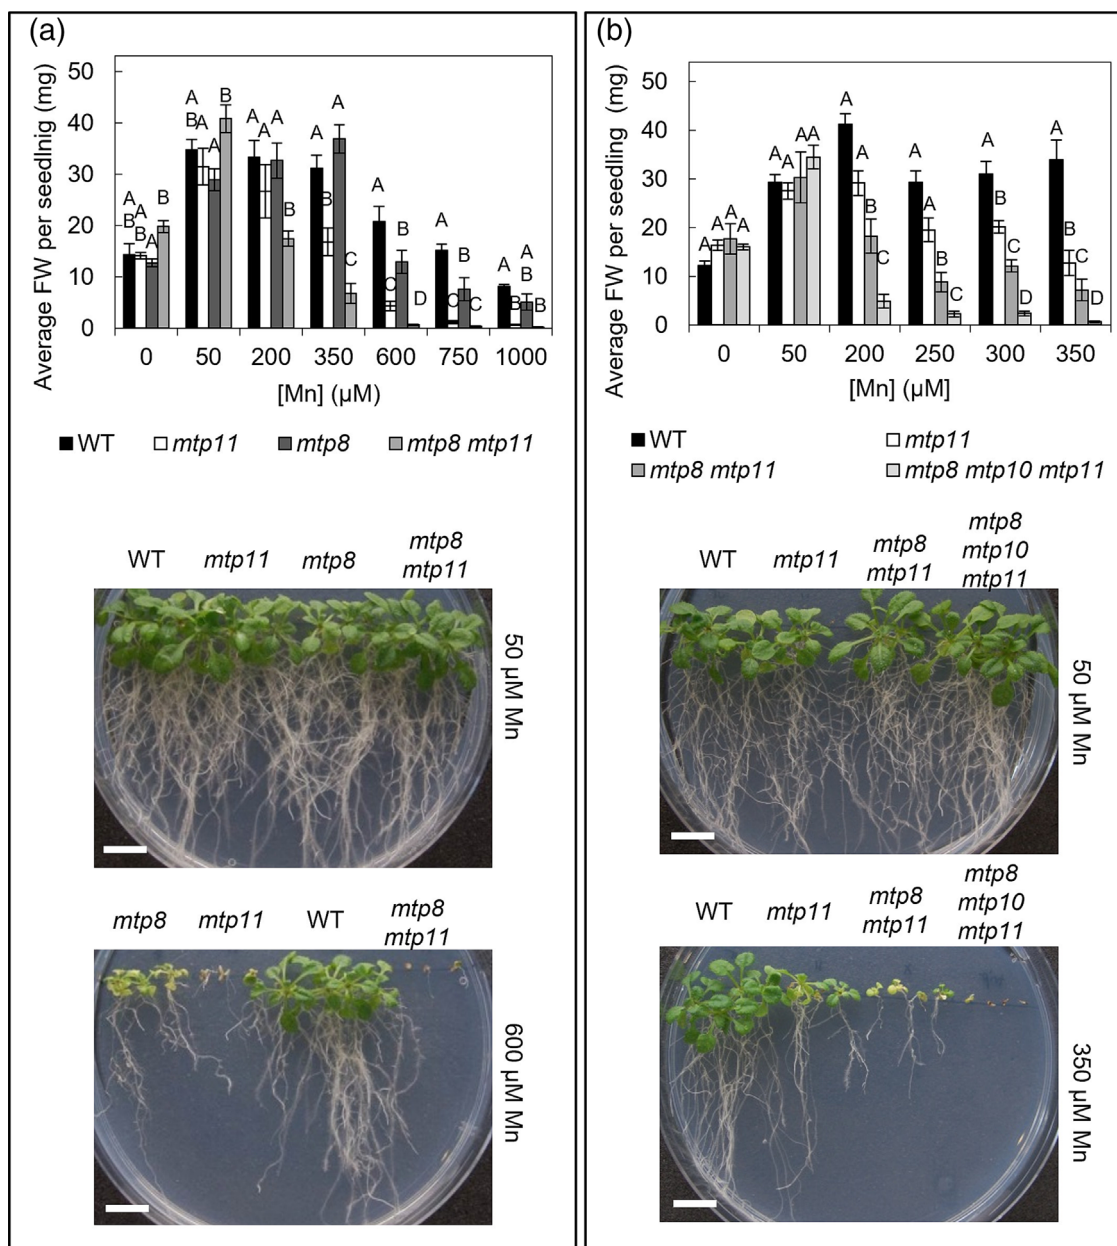 (a)
Average FW per seedlnig (mg)
50
40
30
20
10
0
A
B
A
B
A
B
A
B
A
A
B
A
A
A
B
A
B
A
C
A
C
B
D
A
C
B
C
A
B
A
B
B
0 50 200 350 600 750 1000
[Mn] (µM)
WT mtp11 mtp8 mtp8 mtp11
WT mtp11 mtp8 mtp8
mtp11
50 µM Mn
mtp8 mtp11 WT mtp8
mtp11
600 µM Mn
(b)
Average FW per seedling (mg)
50
40
30
20
10
0
A A A A
A A A A
A A B C
A A B C
A B C D
A B C D
0 50 200 250 300 350
[Mn] (µM]
WT mtp11
mtp8 mtp11 mtp8 mtp10 mtp11
WT mtp11 mtp8
mtp11
mtp8
mtp10
mtp11
50 µM Mn
WT mtp11 mtp8
mtp11
mtp8
mtp10
mtp11
350 µM Mn